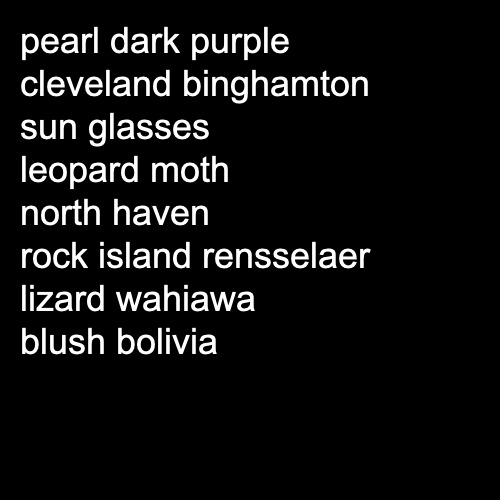 pearl dark purple
cleveland binghamton
sun glasses
leopard moth
north haven
rock island rensselaer
lizard wahiawa
blush bolivia